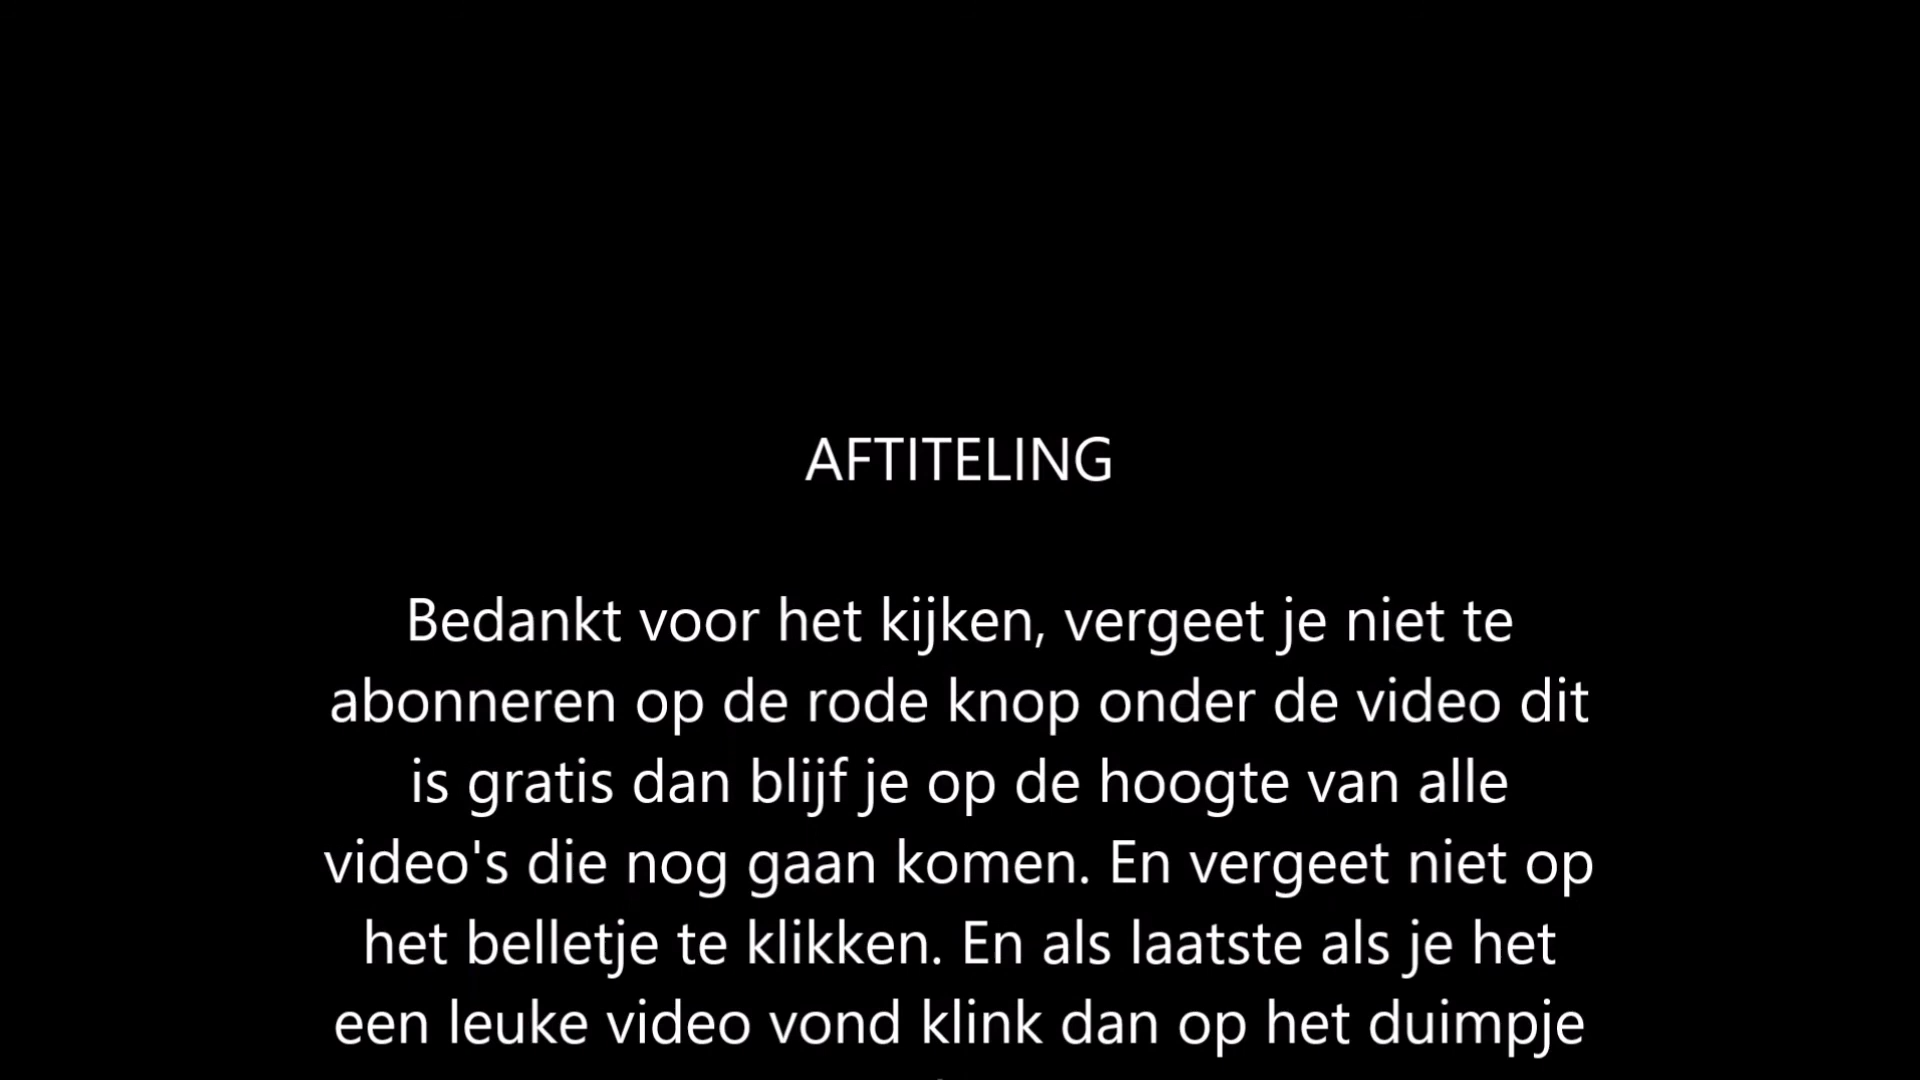 AFTITELING
Bedankt voor het kijken, vergeet je niet te
abonneren op de rode knop onder de video dit
is gratis dan blijf je op de hoogte van alle
video's die nog gaan komen. En vergeet niet op
het belletje te klikken. En als laatste als je het
een leuke video vond klink dan op het duimpje